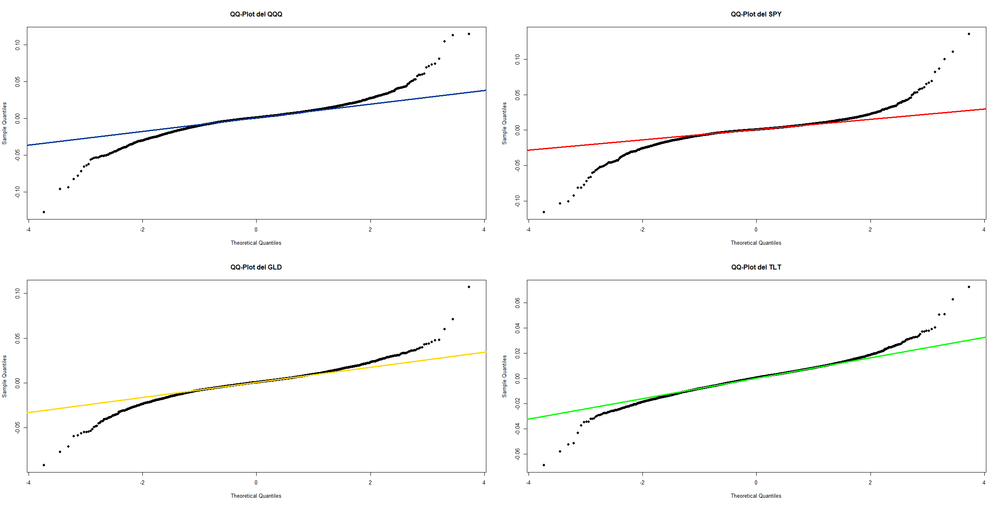 QQ-Plot del QQQ
Sample Quantiles
0.10
0.05
0.00
-0.05
-0.10
-4 -2 0 2 4
Theoretical Quantiles
QQ-Plot del SPY
Sample Quantiles
0.10
0.05
0.00
-0.05
-0.10
-4 -2 0 2 4
Theoretical Quantiles
QQ-Plot del GLD
Sample Quantiles
0.10
0.05
0.00
-0.05
-4 -2 0 2 4
Theoretical Quantiles
QQ-Plot del TLT
Sample Quantiles
0.06
0.04
0.02
0.00
-0.02
-0.04
-0.06
-4 -2 0 2 4
Theoretical Quantiles